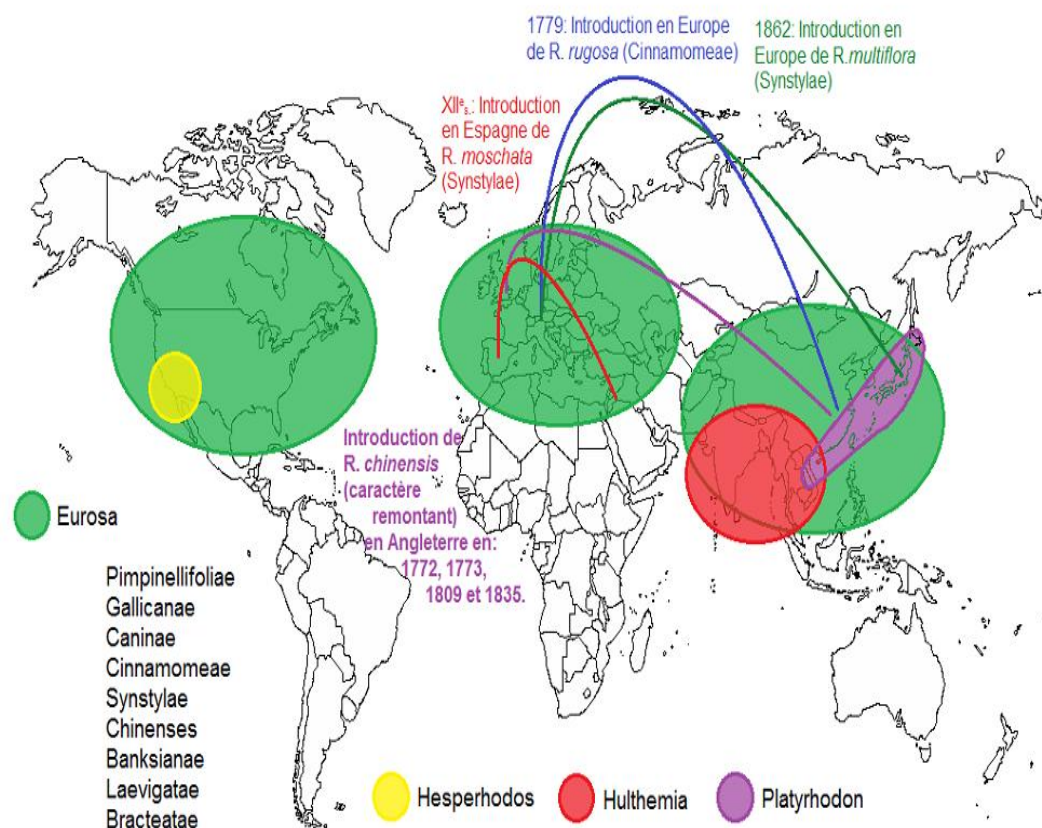 1779: Introduction en Europe
de R. rugosa (Cinnamomeae)
1862: Introduction en
Europe de R.multiflora
(Synstylae)
XIIe s.: Introduction
en Espagne de
R. moschata
(Synstylae)
Introduction de
R. chinensis
(caractère
remontant)
en Angleterre en:
1772, 1773,
1809 et 1835.
Eurosa
Pimpinellifoliae
Gallicanae
Caninae
Cinnamomeae
Synstylae
Chinenses
Banksianae
Laevigatae
Bracteatae
Hesperhodos
Hulthemia
Platyrhodon